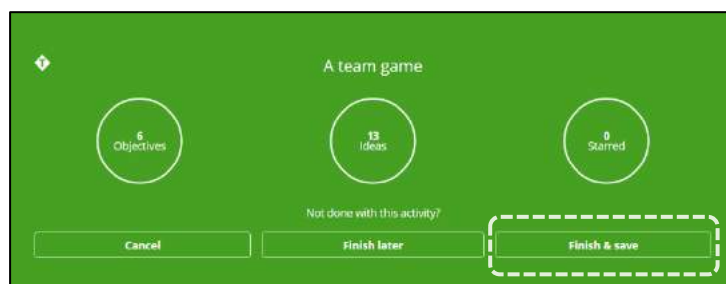 T
A team game
6
Objectives
13
Ideas
0
Starred
Not done with this activity?
Cancel
Finish later
Finish & save